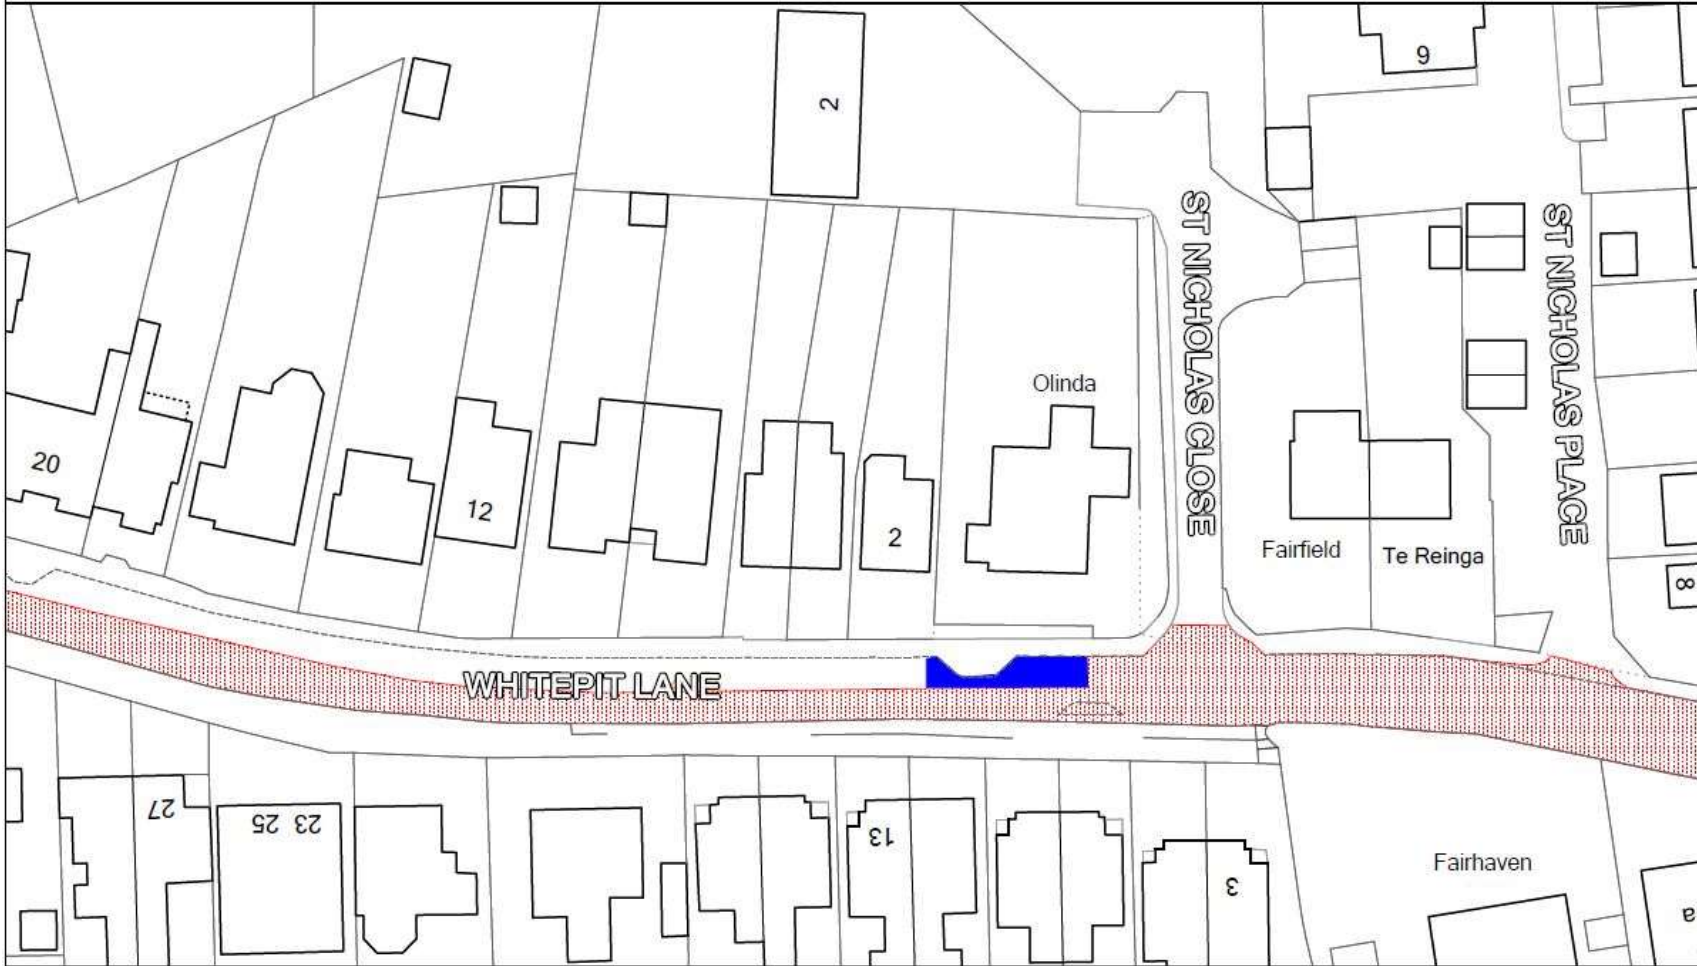 9
2
ST NICHOLAS CLOSE
ST NICHOLAS PLACE
Olinda
20
12
2
Fairfield
Te Reinga
8
WHITEPIT LANE
27
23 25
13
3
Fairhaven
a